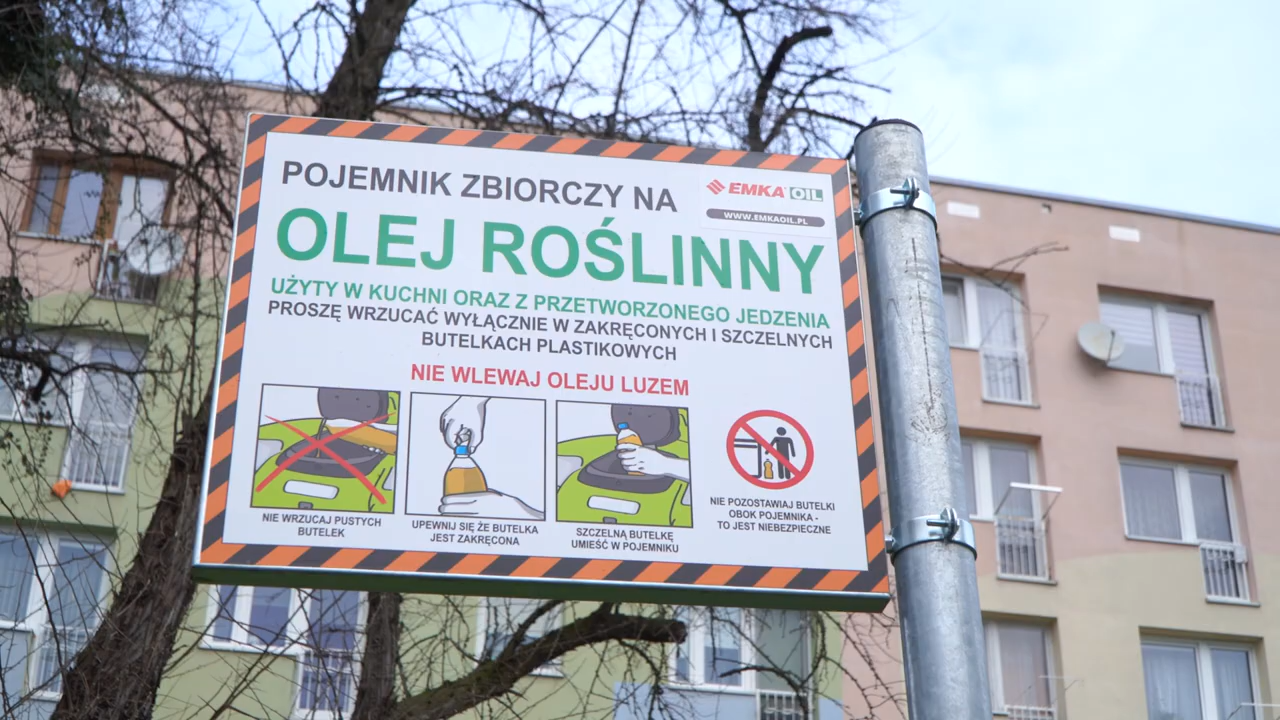 POJEMNIK ZBIORCZY NA
EMKA OIL
WWW.EMKAOIL.PL
OLEJ ROŚLINNY
UŻYTY W KUCHNI ORAZ Z PRZETWORZONEGO JEDZENIA
PROSZĘ WRZUCAĆ WYŁĄCZNIE W ZAKRĘCONYCH I SZCZELNYCH
BUTELKACH PLASTIKOWYCH
NIE WLEWAJ OLEJU LUZEM
NIE WRZUCAJ PUSTYCH
BUTELEK
UPEWNIJ SIĘ ŻE BUTELKA
JEST ZAKRĘCONA
SZCZELNĄ BUTELKĘ
UMIEŚĆ W POJEMNIKU
NIE POZOSTAWIAJ BUTELKI
OBOK POJEMNIKA -
TO JEST NIEBEZPIECZNE